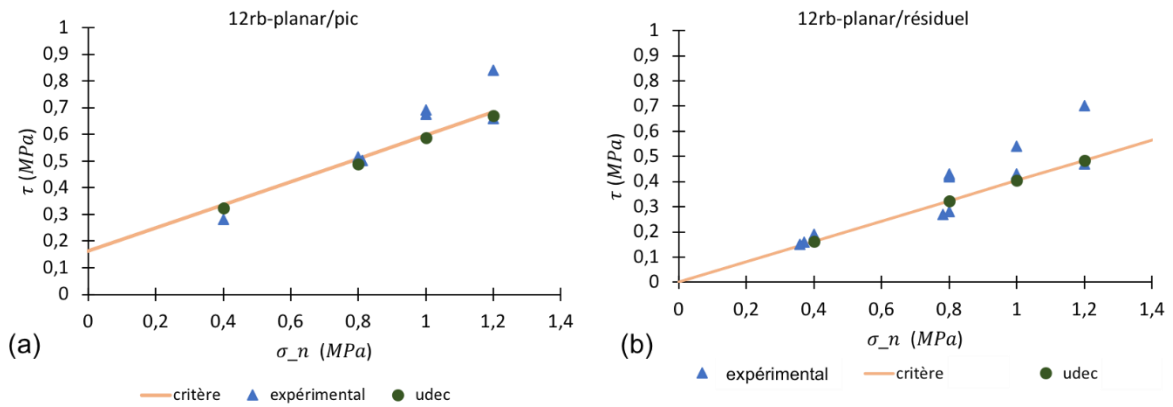 12rb-planar/pic
1
0,9
0,8
0,7
0,6
0,5
0,4
0,3
0,2
0,1
0
τ (MPa)
0 0,2 0,4 0,6 0,8 1 1,2 1,4
σ_n (MPa)
(a)
critère expérimental udec
12rb-planar/résiduel
1
0,9
0,8
0,7
0,6
0,5
0,4
0,3
0,2
0,1
0
τ (MPa)
0 0,2 0,4 0,6 0,8 1 1,2 1,4
σ_n (MPa)
(b)
expérimental critère udec